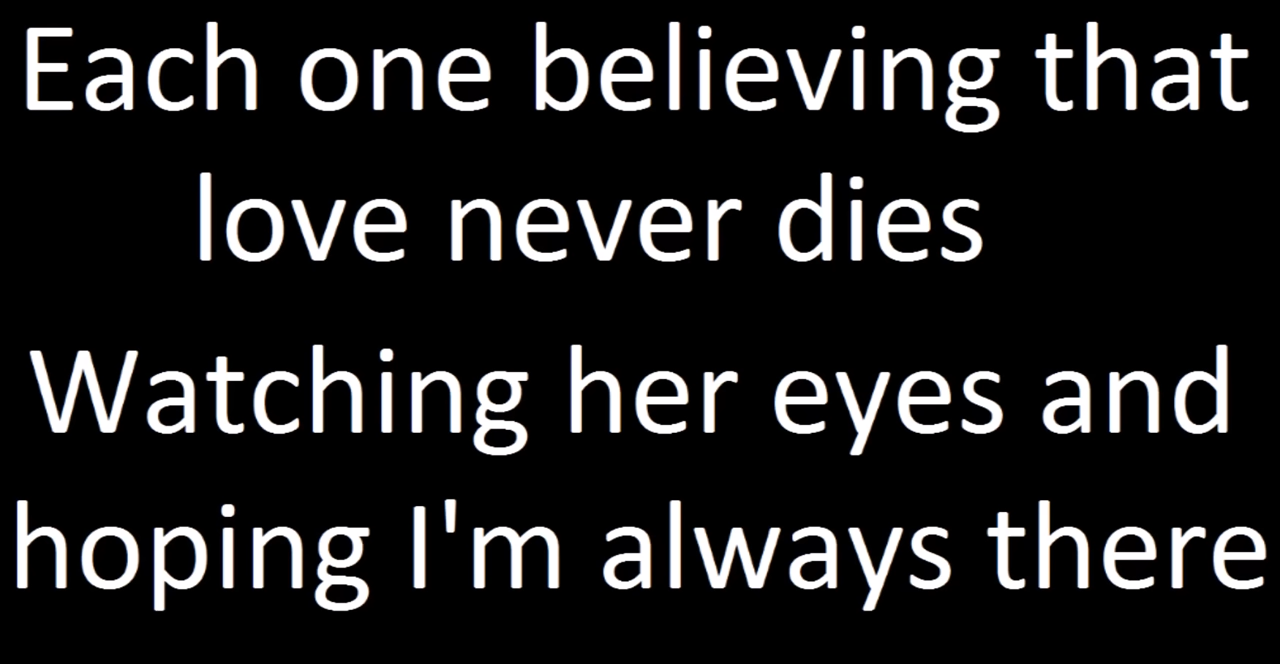 Each one believing that
love never dies
Watching her eyes and
hoping I'm always there